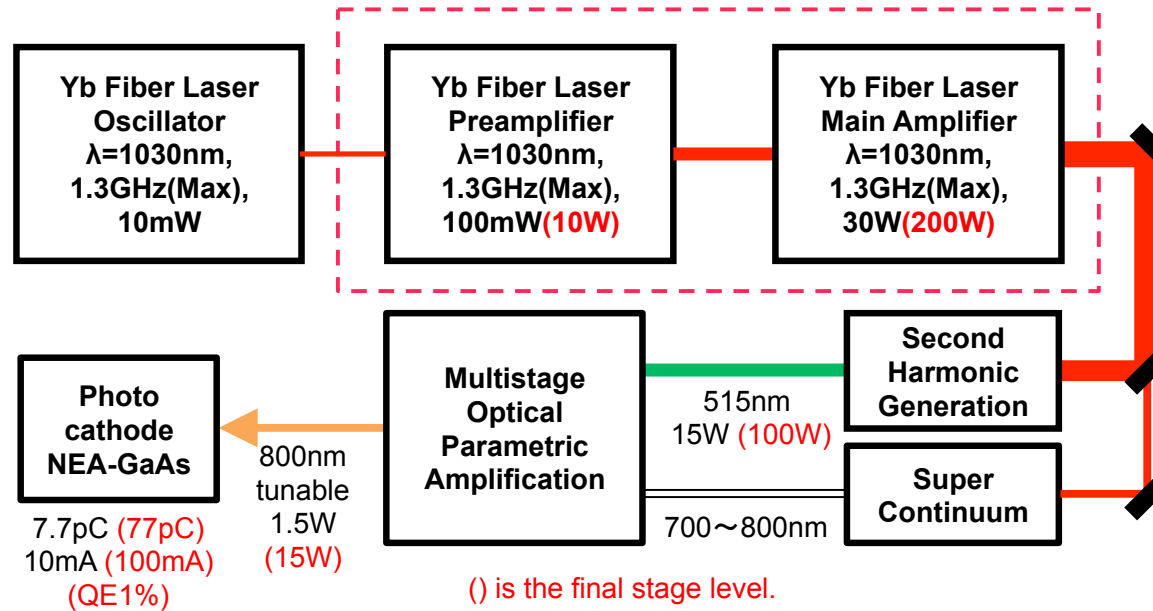 Yb Fiber Laser
Oscillator
λ=1030nm,
1.3GHz(Max),
10mW
Yb Fiber Laser
Preamplifier
λ=1030nm,
1.3GHz(Max),
100mW(10W)
Yb Fiber Laser
Main Amplifier
λ=1030nm,
1.3GHz(Max),
30W(200W)
Photo
cathode
NEA-GaAs
7.7pC (77pC)
10mA (100mA)
(QE1%)
800nm
tunable
1.5W
(15W)
Multistage
Optical
Parametric
Amplification
515nm
15W (100W)
700～800nm
Second
Harmonic
Generation
Super
Continuum
() is the final stage level.